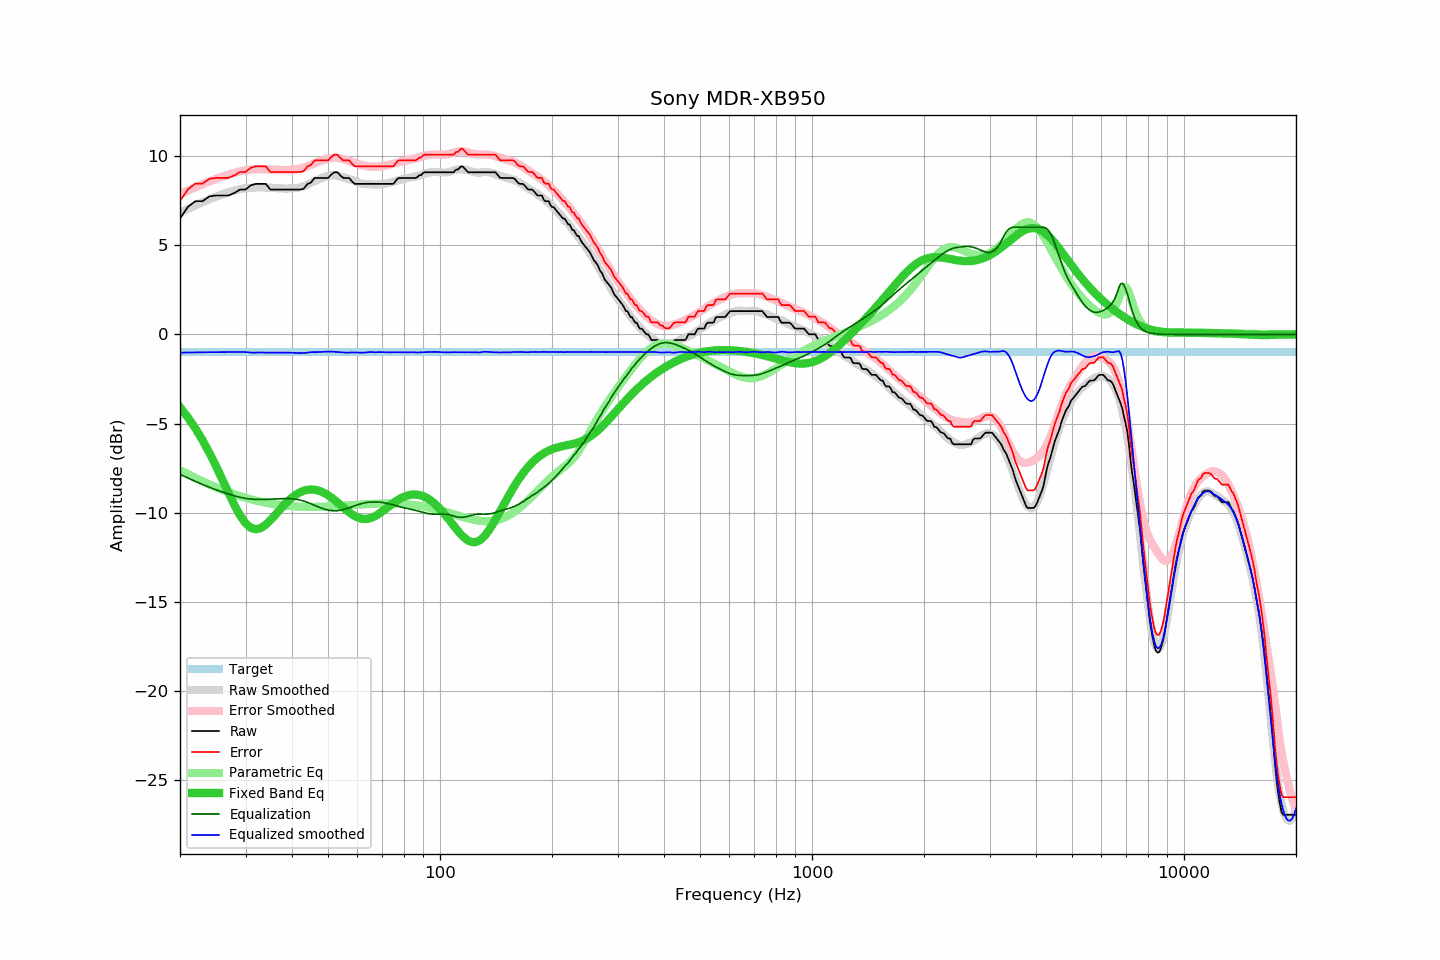 Sony MDR-XB950
10
5
0
−5
−10
−15
−20
−25
Amplitude (dBr)
Target
Raw Smoothed
Error Smoothed
Raw
Error
Parametric Eq
Fixed Band Eq
Equalization
Equalized smoothed
100 1000 10000
Frequency (Hz)